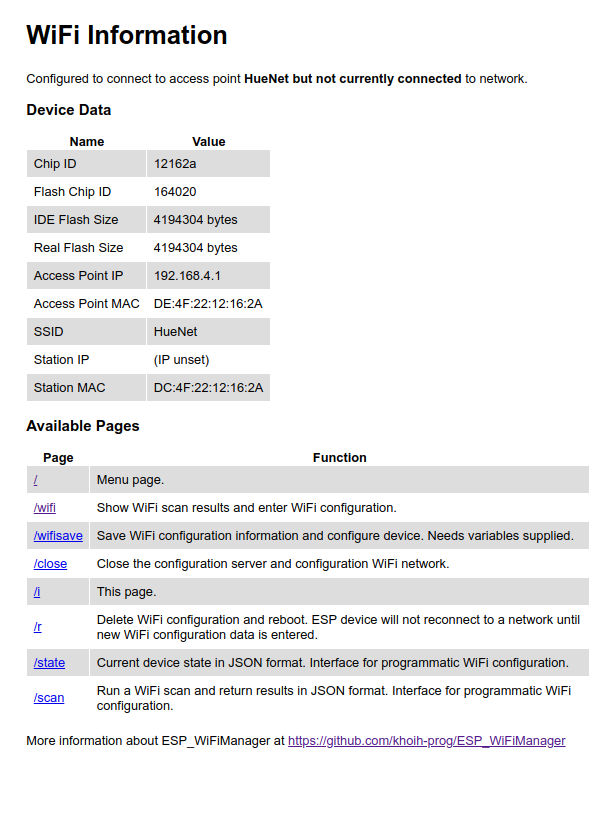 WiFi Information
Configured to connect to access point HueNet but not currently connected to network.
Device Data
Name Value
Chip ID 12162a
Flash Chip ID 164020
IDE Flash Size 4194304 bytes
Real Flash Size 4194304 bytes
Access Point IP 192.168.4.1
Access Point MAC DE:4F:22:12:16:2A
SSID HueNet
Station IP (IP unset)
Station MAC DC:4F:22:12:16:2A
Available Pages
Page Function
/ Menu page.
/wifi Show WiFi scan results and enter WiFi configuration.
/wifisave Save WiFi configuration information and configure device. Needs variables supplied.
/close Close the configuration server and configuration WiFi network.
/i This page.
/r Delete WiFi configuration and reboot. ESP device will not reconnect to a network until
new WiFi configuration data is entered.
/state Current device state in JSON format. Interface for programmatic WiFi configuration.
/scan Run a WiFi scan and return results in JSON format. Interface for programmatic WiFi
configuration.
More information about ESP_WiFiManager at https://github.com/khoih-prog/ESP_WiFiManager